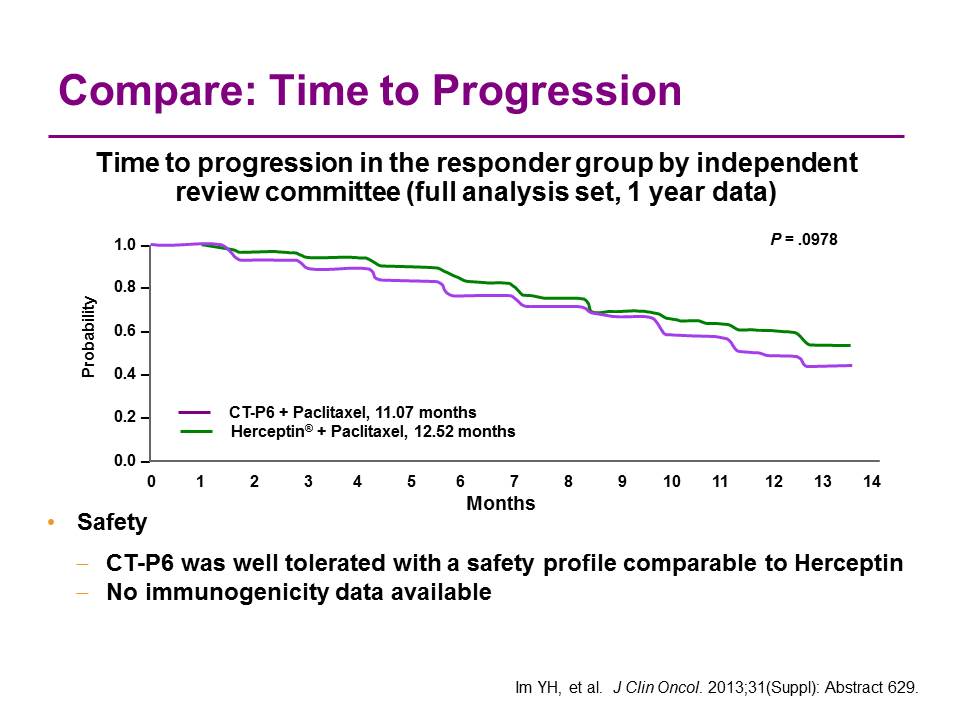 Compare: Time to Progression
Time to progression in the responder group by independent
review committee (full analysis set, 1 year data)
P = .0978
1.0
0.8
0.6
0.4
0.2
0.0
Probability
CT-P6 + Paclitaxel, 11.07 months
Herceptin® + Paclitaxel, 12.52 months
0 1 2 3 4 5 6 7 8 9 10 11 12 13 14
Months
• Safety
– CT-P6 was well tolerated with a safety profile comparable to Herceptin
– No immunogenicity data available
Im YH, et al. J Clin Oncol. 2013;31(Suppl): Abstract 629.